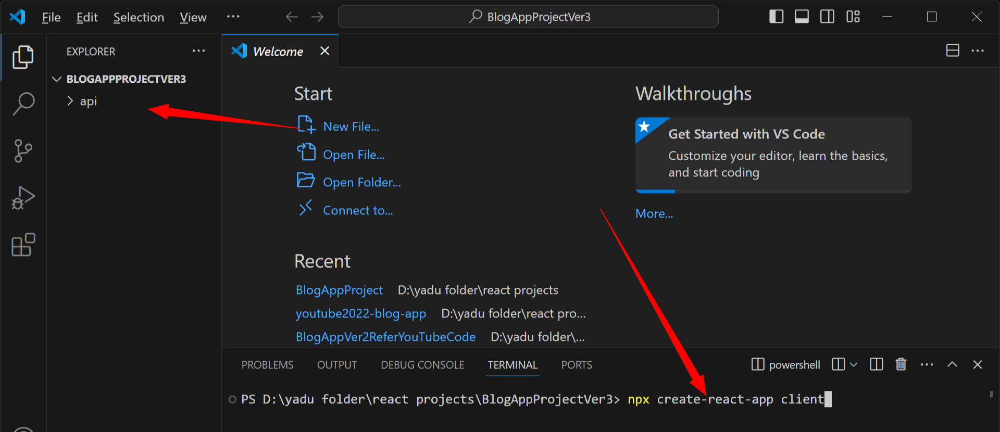 File Edit Selection View ··· BlogAppProjectVer3
EXPLORER ···
Welcome
BLOGAPPPROJECTVER3
api
Start
New File...
Open File...
Open Folder...
Connect to...
Recent
BlogAppProject D:\yadu folder\react projects
youtube2022-blog-app D:\yadu folder\react pro...
BlogAppVer2ReferYouTubeCode D:\yadu folder\...
Walkthroughs
Get Started with VS Code
Customize your editor, learn the basics,
and start coding
More...
PROBLEMS OUTPUT DEBUG CONSOLE TERMINAL PORTS powershell
PS D:\yadu folder\react projects\BlogAppProjectVer3> npx create-react-app client